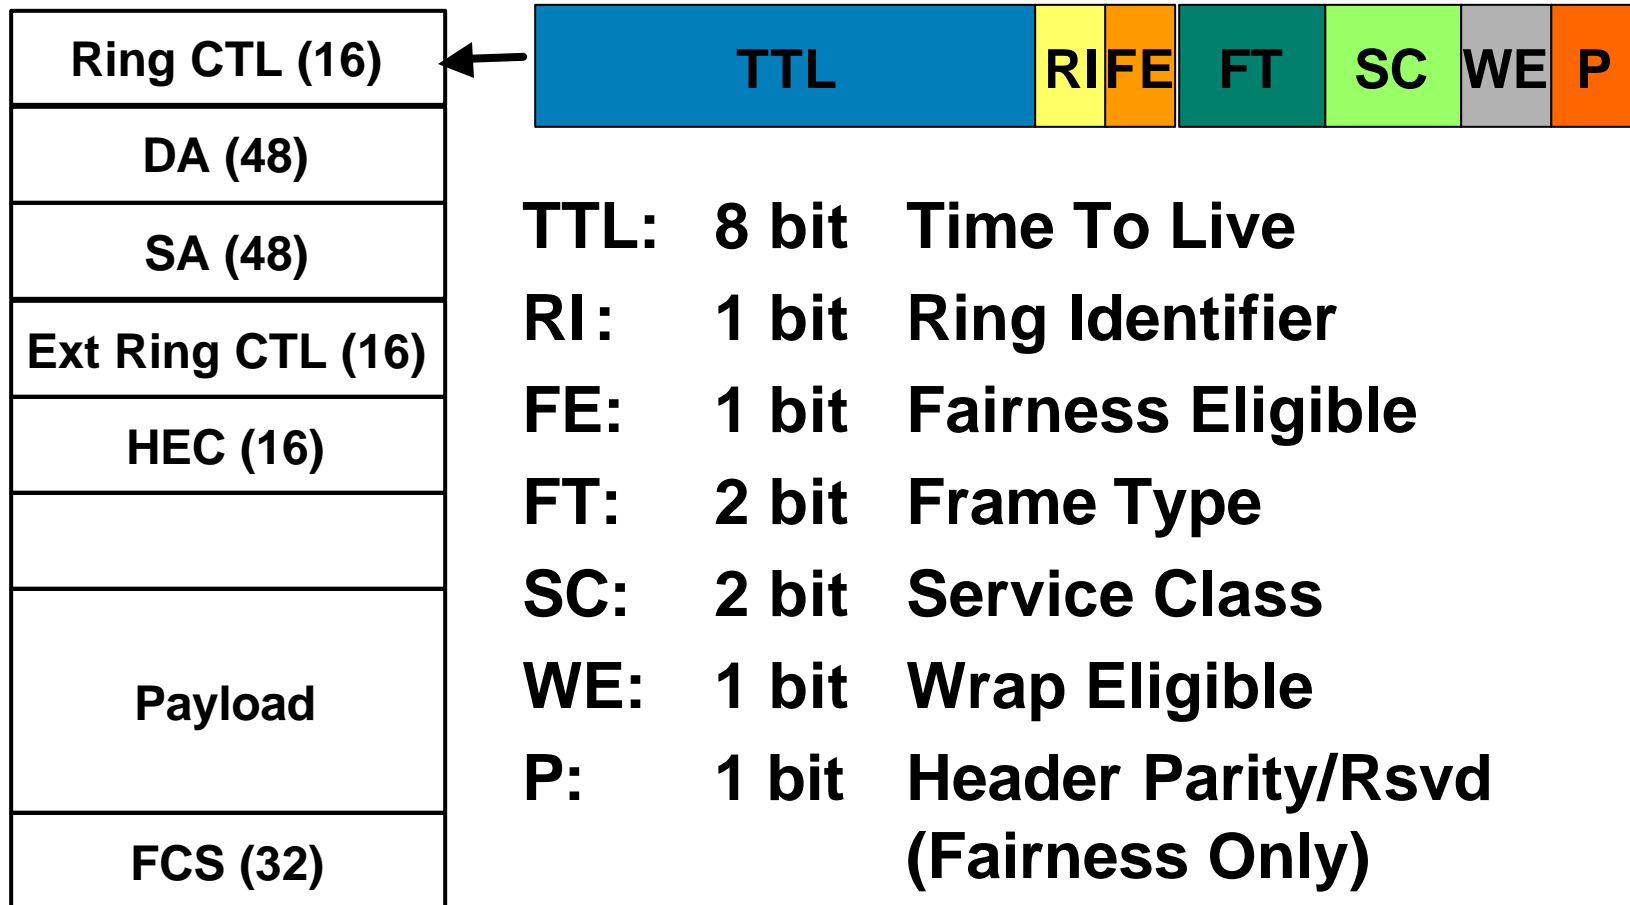 Ring CTL (16)
DA (48)
SA (48)
Ext Ring CTL (16)
HEC (16)
Payload
FCS (32)
TTL RI FE FT SC WE P
TTL: 8 bit Time To Live
RI: 1 bit Ring Identifier
FE: 1 bit Fairness Eligible
FT: 2 bit Frame Type
SC: 2 bit Service Class
WE: 1 bit Wrap Eligible
P: 1 bit Header Parity/Rsvd
(Fairness Only)